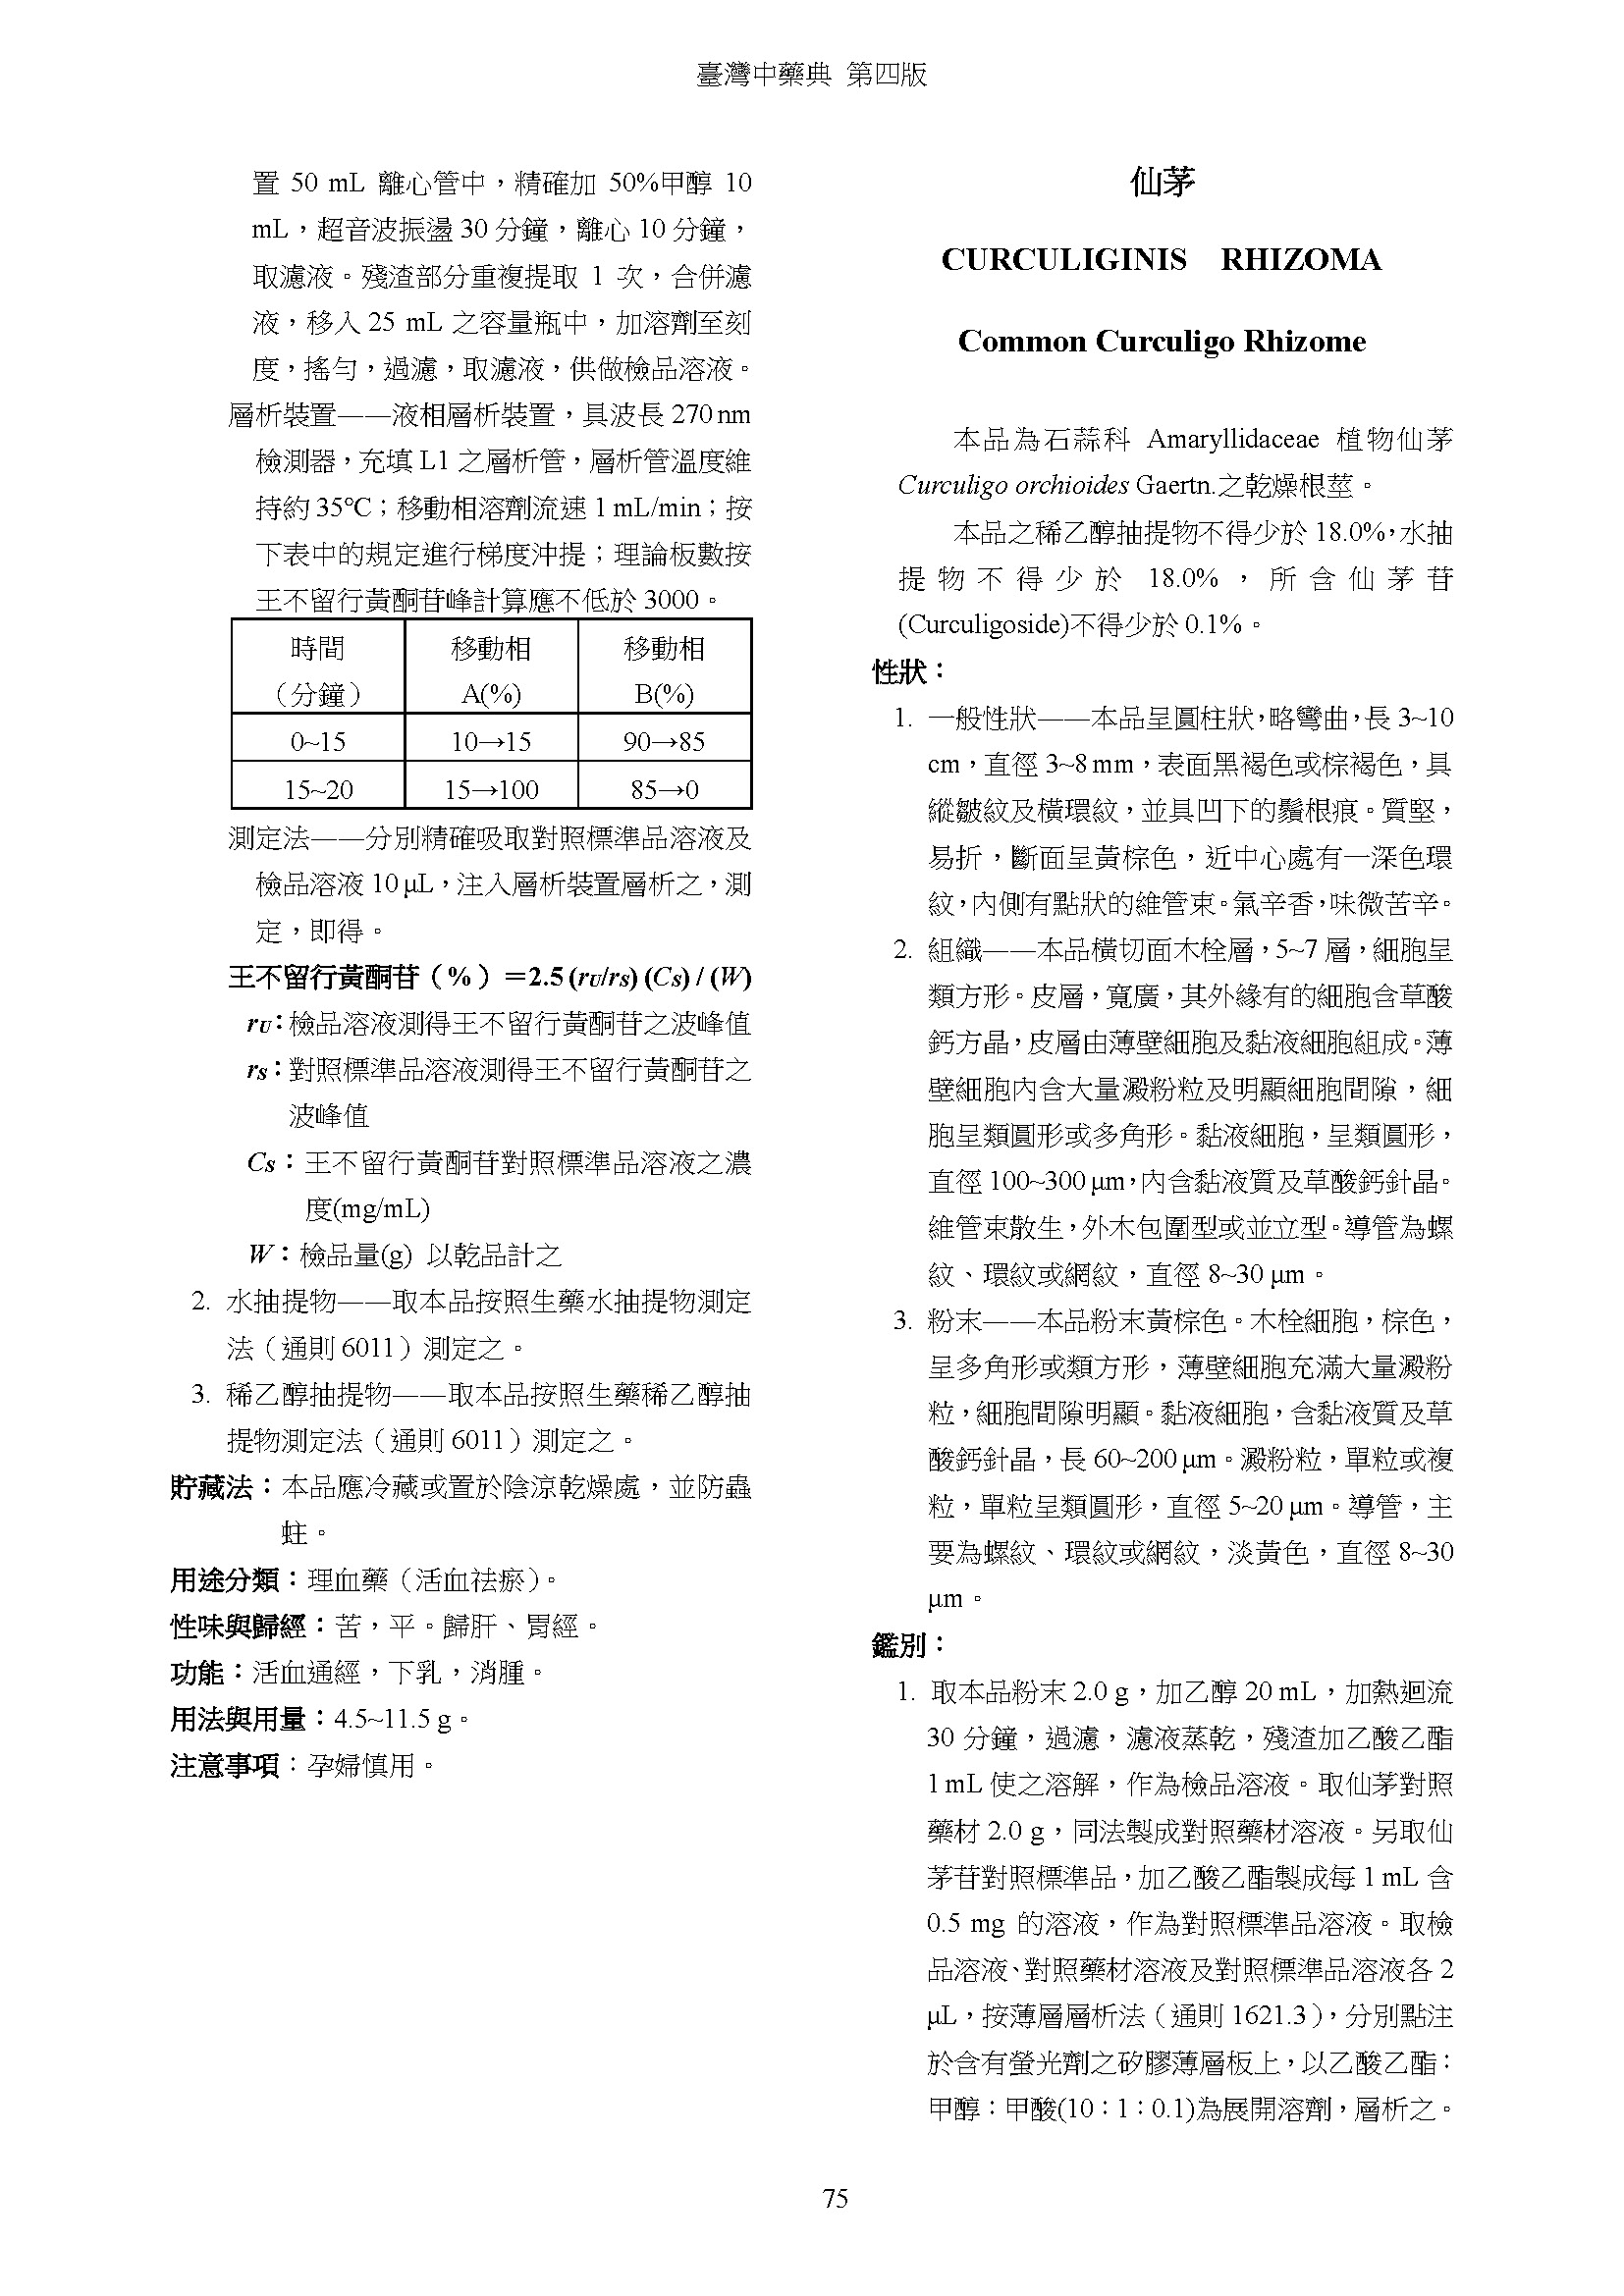 臺灣中藥典 第四版
置 50 mL 離心管中，精確加 50%甲醇 10
mL，超音波振盪 30 分鐘，離心 10 分鐘，
取濾液。殘渣部分重複提取 1 次，合併濾
液，移入 25 mL 之容量瓶中，加溶劑至刻
度，搖勻，過濾，取濾液，供做檢品溶液。
層析裝置——液相層析裝置，具波長 270 nm
檢測器，充填 L1 之層析管，層析管溫度維
持約 35°C；移動相溶劑流速 1 mL/min；按
下表中的規定進行梯度沖提；理論板數按
王不留行黃酮苷峰計算應不低於 3000。
時間 移動相 移動相
（分鐘） A(%) B(%)
0~15 10→15 90→85
15~20 15→100 85→0
測定法——分別精確吸取對照標準品溶液及
檢品溶液 10 μL，注入層析裝置層析之，測
定，即得。
王不留行黃酮苷（%）＝2.5 (rU/rS) (CS) / (W)
rU：檢品溶液測得王不留行黃酮苷之波峰值
rS：對照標準品溶液測得王不留行黃酮苷之
波峰值
CS：王不留行黃酮苷對照標準品溶液之濃
度(mg/mL)
W：檢品量(g) 以乾品計之
2. 水抽提物——取本品按照生藥水抽提物測定
法（通則 6011）測定之。
3. 稀乙醇抽提物——取本品按照生藥稀乙醇抽
提物測定法（通則 6011）測定之。
貯藏法：本品應冷藏或置於陰涼乾燥處，並防蟲
蛀。
用途分類：理血藥（活血祛瘀）。
性味與歸經：苦，平。歸肝、胃經。
功能：活血通經，下乳，消腫。
用法與用量：4.5~11.5 g。
注意事項：孕婦慎用。
仙茅
CURCULIGINIS RHIZOMA
Common Curculigo Rhizome
本品為石蒜科 Amaryllidaceae 植物仙茅
Curculigo orchioides Gaertn.之乾燥根莖。
本品之稀乙醇抽提物不得少於 18.0%，水抽
提物不得少於 18.0%，所含仙茅苷
(Curculigoside)不得少於 0.1%。
性狀：
1. 一般性狀——本品呈圓柱狀，略彎曲，長 3~10
cm，直徑 3~8 mm，表面黑褐色或棕褐色，具
縱皺紋及橫環紋，並具凹下的鬚根痕。質堅，
易折，斷面呈黃棕色，近中心處有一深色環
紋，內側有點狀的維管束。氣辛香，味微苦辛。
2. 組織——本品橫切面木栓層，5~7 層，細胞呈
類方形。皮層，寬廣，其外緣有的細胞含草酸
鈣方晶，皮層由薄壁細胞及黏液細胞組成。薄
壁細胞內含大量澱粉粒及明顯細胞間隙，細
胞呈類圓形或多角形。黏液細胞，呈類圓形，
直徑 100~300 μm，內含黏液質及草酸鈣針晶。
維管束散生，外木包圍型或並立型。導管為螺
紋、環紋或網紋，直徑 8~30 μm。
3. 粉末——本品粉末黃棕色。木栓細胞，棕色，
呈多角形或類方形，薄壁細胞充滿大量澱粉
粒，細胞間隙明顯。黏液細胞，含黏液質及草
酸鈣針晶，長 60~200 μm。澱粉粒，單粒或複
粒，單粒呈類圓形，直徑 5~20 μm。導管，主
要為螺紋、環紋或網紋，淡黃色，直徑 8~30
μm。
鑑別：
1. 取本品粉末 2.0 g，加乙醇 20 mL，加熱迴流
30 分鐘，過濾，濾液蒸乾，殘渣加乙酸乙酯
1 mL 使之溶解，作為檢品溶液。取仙茅對照
藥材 2.0 g，同法製成對照藥材溶液。另取仙
茅苷對照標準品，加乙酸乙酯製成每 1 mL 含
0.5 mg 的溶液，作為對照標準品溶液。取檢
品溶液、對照藥材溶液及對照標準品溶液各 2
μL，按薄層層析法（通則 1621.3），分別點注
於含有螢光劑之矽膠薄層板上，以乙酸乙酯：
甲醇：甲酸(10：1：0.1)為展開溶劑，層析之。
75